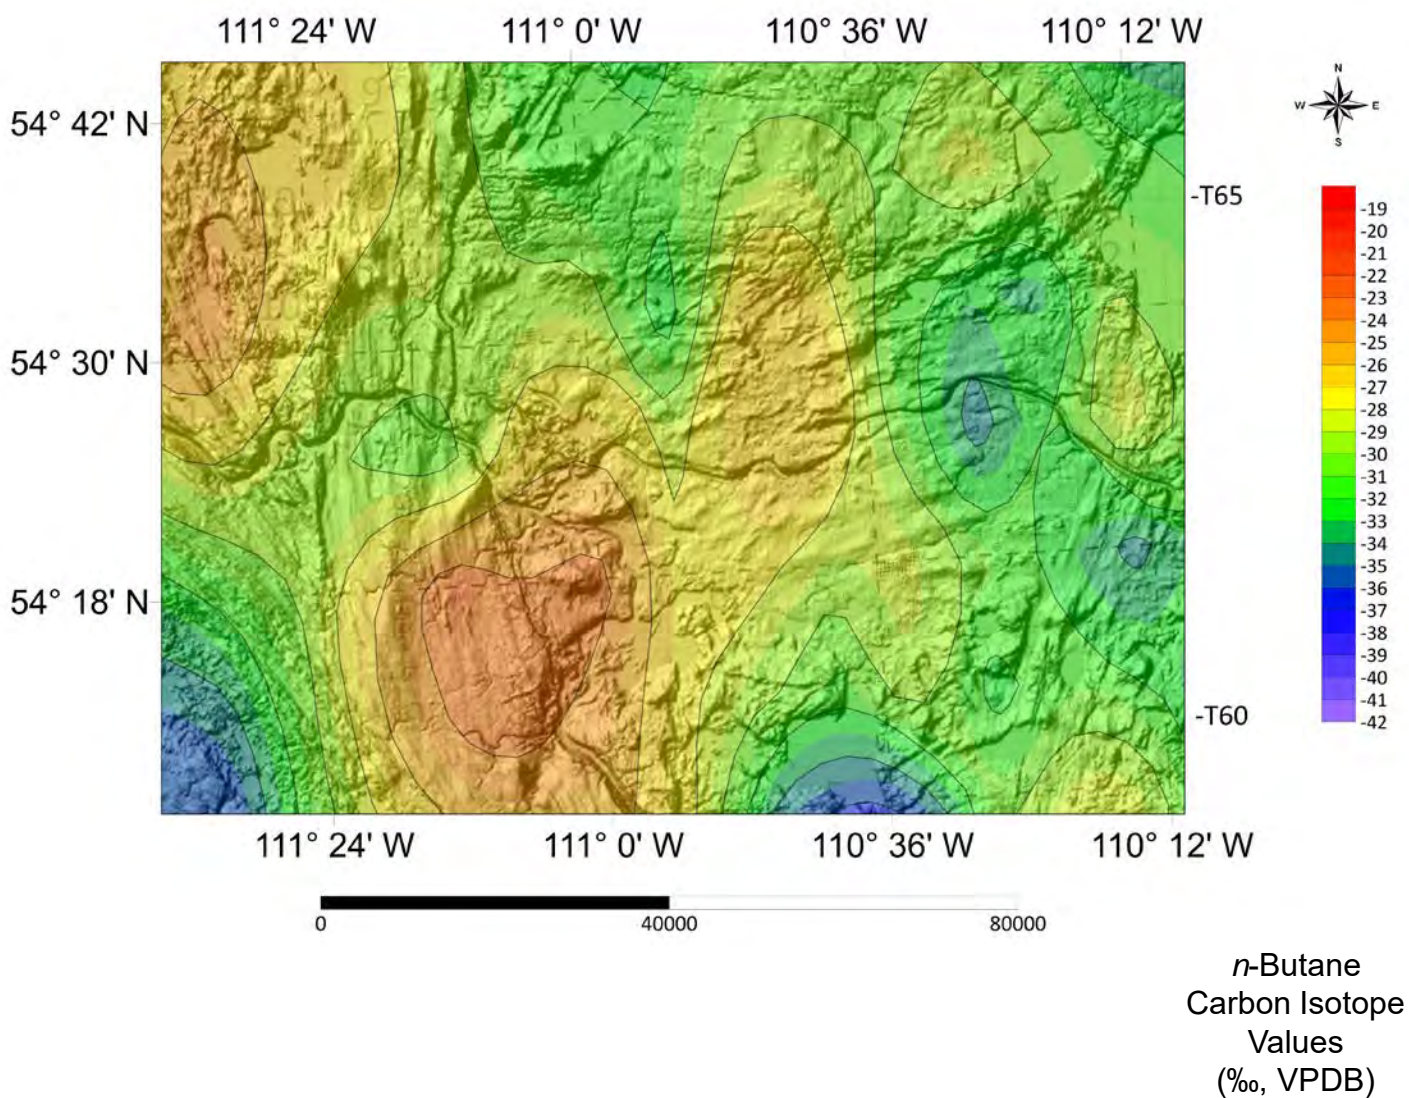 111° 24' W 111° 0' W 110° 36' W 110° 12' W
N
W E
S
54° 42' N
-T65
-19
-20
-21
-22
-23
-24
-25
-26
-27
-28
-29
-30
-31
-32
-33
-34
-35
-36
-37
-38
-39
-40
-41
-42
54° 30' N
54° 18' N
-T60
111° 24' W 111° 0' W 110° 36' W 110° 12' W
0 40000 80000
n-Butane
Carbon Isotope
Values
(‰, VPDB)